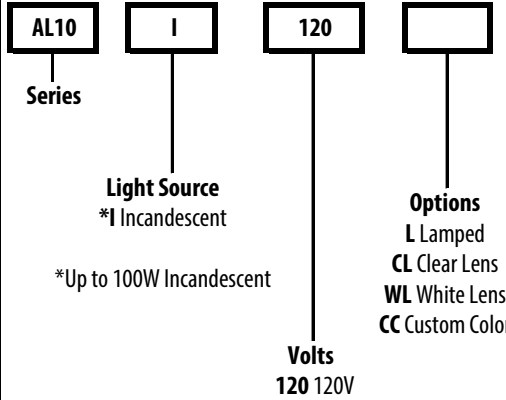 AL10 I 120
Series
Light Source
*I Incandescent
*Up to 100W Incandescent
Volts
120 120V
Options
L Lamped
CL Clear Lens
WL White Lens
CC Custom Color